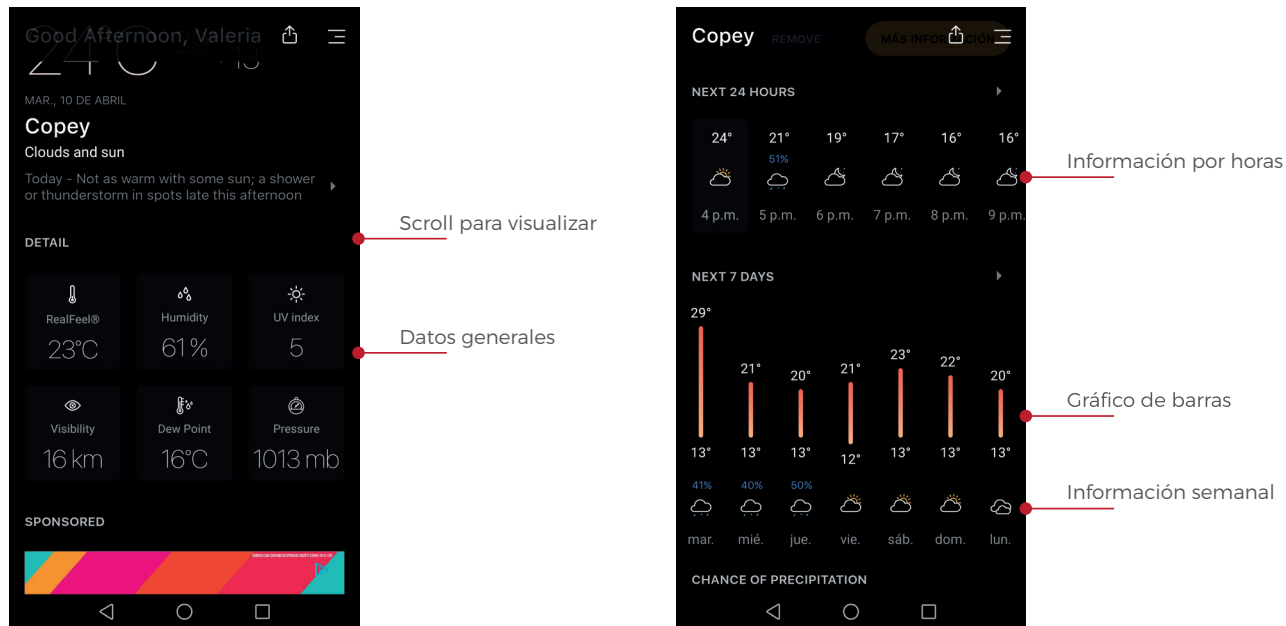 Good Afternoon, Valeria
24°C
/13°
MAR., 10 DE ABRIL
Copey
Clouds and sun
Today - Not as warm with some sun; a shower
or thunderstorm in spots late this
afternoon
DETAIL
RealFeel® Humidity UV index
23°C 61% 5
Visibility Dew Point Pressure
16 km 16°C 1013 mb
SPONSORED
Scroll para visualizar
Datos generales
Copey REMOVE MÁS INFORMACIÓN
NEXT 24 HOURS
24° 21° 19° 17° 16° 16°
51%
4 p.m. 5 p.m. 6 p.m. 7 p.m. 8 p.m. 9 p.m.
NEXT 7 DAYS
29°
21° 20° 21° 23° 22° 20°
13° 13° 13° 12° 13° 13° 13°
41% 40% 50%
mar. mié. jue. vie. sáb. dom. lun.
CHANCE OF PRECIPITATION
Información por horas
Gráfico de barras
Información semanal